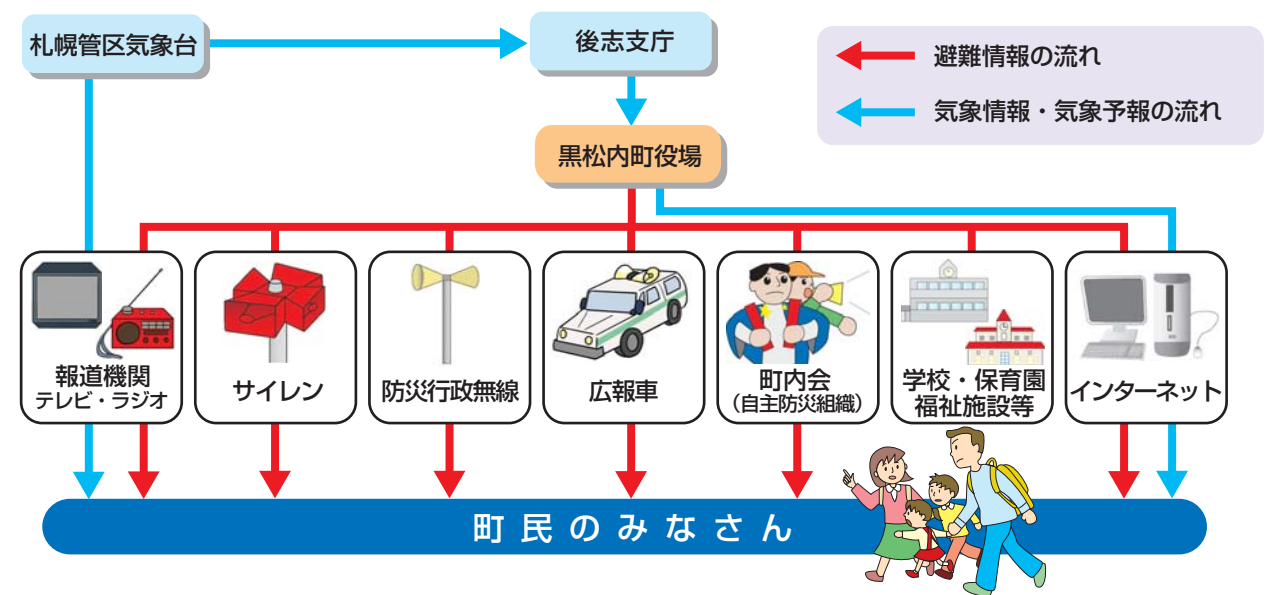 札幌管区気象台
後志支庁
避難情報の流れ
気象情報・気象予報の流れ
黒松内町役場
報道機関
テレビ・ラジオ
サイレン
防災行政無線
広報車
町内会
（自主防災組織）
学校・保育園
福祉施設等
インターネット
町民のみなさん